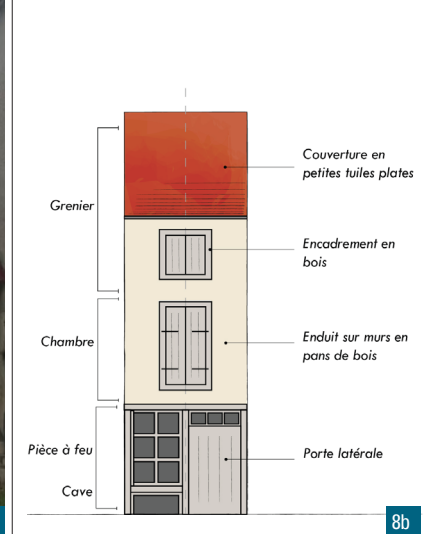 Couverture en
petites tuiles plates
Grenier
Encadrement en
bois
Chambre
Enduit sur murs en
pans de bois
Pièce à feu
Porte latérale
Cave
8b